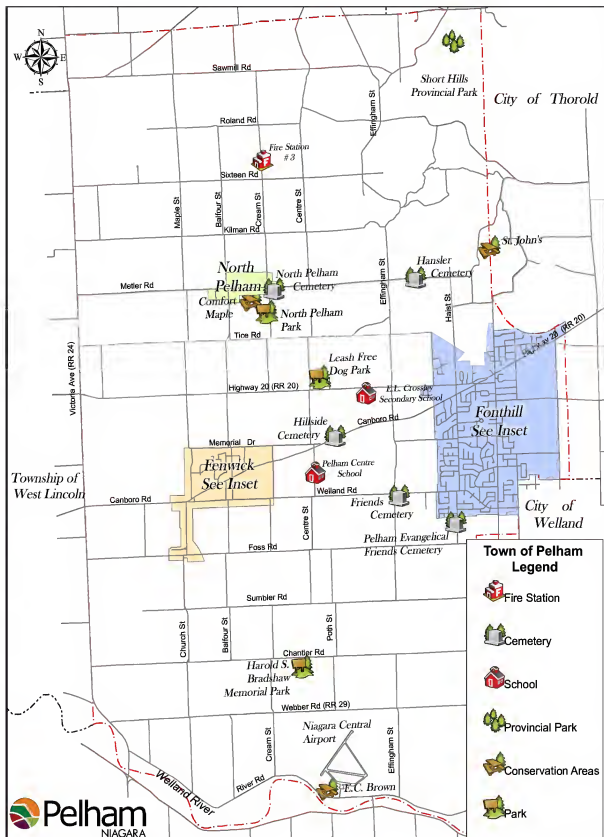 N
W
E
S
Sawmill Rd
Short Hills
Provincial Park
City of Thorold
Effingham St
Roland Rd
Fire Station
# 3
Sixteen Rd
Maple St
Balfour St
Cream St
Centre St
Kilman Rd
St. John's
North
Pelham
North Pelham
Cemetery
Hansler
Cemetery
Metler Rd
Comfort
Maple
North Pelham
Park
Effingham St
Haist St
Tice Rd
HIGHWAY 20 (RR 20)
Victoria Ave (RR 24)
Leash Free
Dog Park
Highway 20 (RR 20)
E.L. Crossley
Secondary School
Canboro Rd
Fonthill
See Inset
Hillside
Cemetery
Memorial Dr
Fenwick
See Inset
Pelham Centre
School
Township of
West Lincoln
Canboro Rd
Welland Rd
Friends
Cemetery
City of
Welland
Centre St
Pelham Evangelical
Friends Cemetery
Foss Rd
Sumbler Rd
Church St
Balfour St
Poth St
Chantler Rd
Harold S.
Bradshaw
Memorial Park
Webber Rd (RR 29)
Niagara Central
Airport
Cream St
Effingham St
River Rd
Welland River
E.C. Brown
Town of Pelham
Legend
Fire Station
Cemetery
School
Provincial Park
Conservation Areas
Park
Pelham
NIAGARA